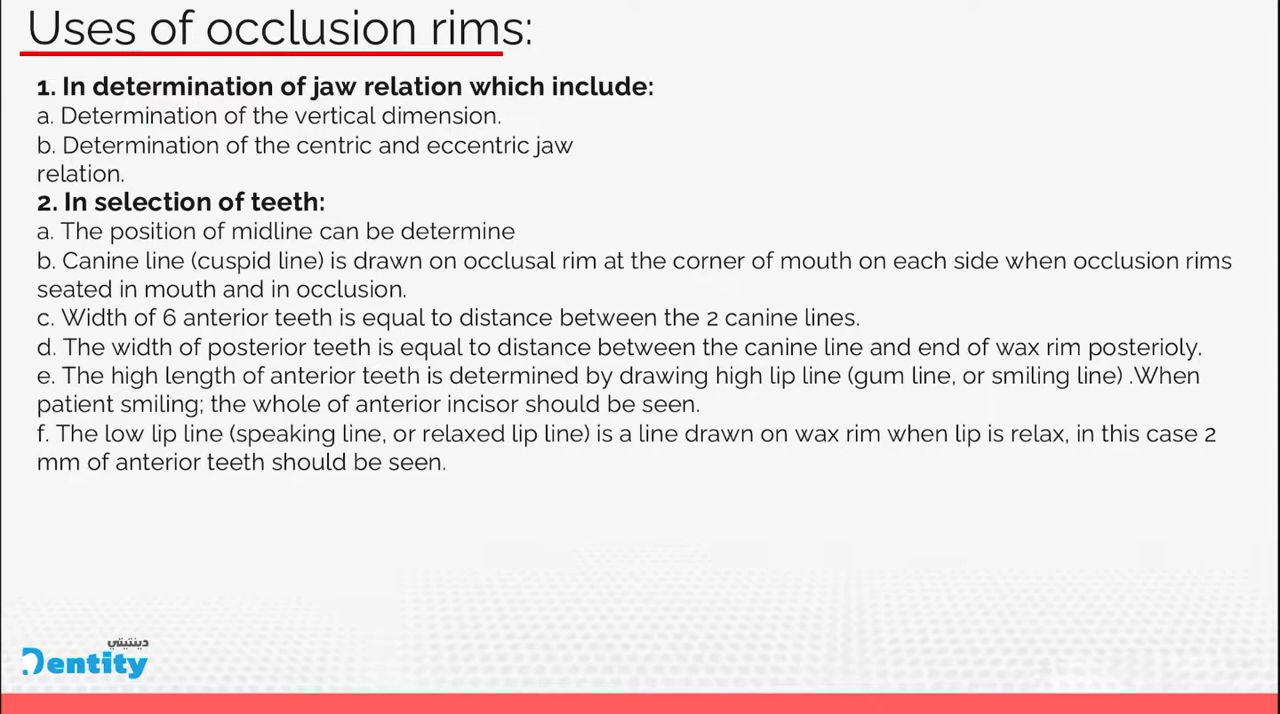 Uses of occlusion rims:
1. In determination of jaw relation which include:
a. Determination of the vertical dimension.
b. Determination of the centric and eccentric jaw
relation.
2. In selection of teeth:
a. The position of midline can be determine
b. Canine line (cuspid line) is drawn on occlusal rim at the corner of mouth on each side when occlusion rims
seated in mouth and in occlusion.
c. Width of 6 anterior teeth is equal to distance between the 2 canine lines.
d. The width of posterior teeth is equal to distance between the canine line and end of wax rim posterioly.
e. The high length of anterior teeth is determined by drawing high lip line (gum line, or smiling line) .When
patient smiling; the whole of anterior incisor should be seen.
f. The low lip line (speaking line, or relaxed lip line) is a line drawn on wax rim when lip is relax, in this case 2
mm of anterior teeth should be seen.
دينتيتي
Dentity